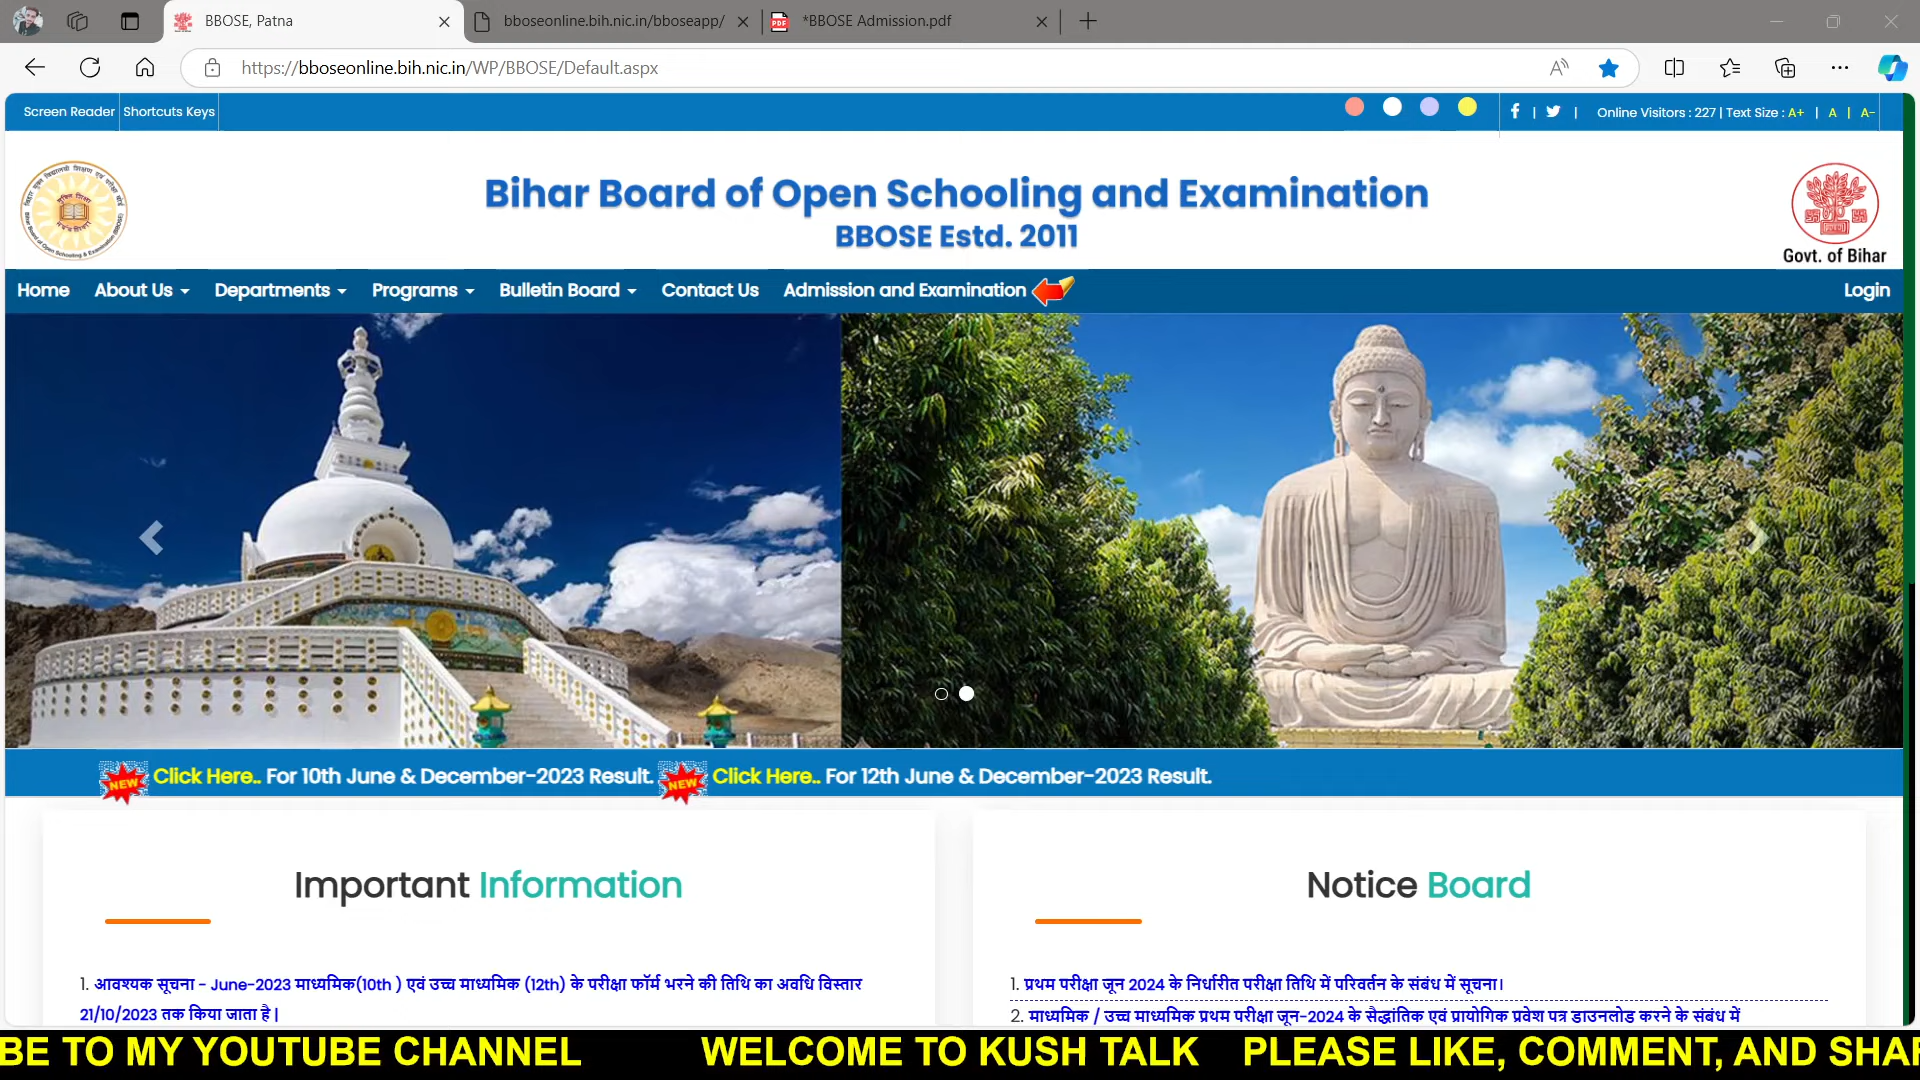 BBOSE, Patna
bboseonline.bih.nic.in/bboseapp/
*BBOSE Admission.pdf
https://bboseonline.bih.nic.in/WP/BBOSE/Default.aspx
Screen Reader Shortcuts Keys
Online Visitors : 227 | Text Size : A+ | A | A-
Bihar Board of Open Schooling and Examination
BBOSE Estd. 2011
Govt. of Bihar
Home About Us Departments Programs Bulletin Board Contact Us Admission and Examination Login
NEW Click Here.. For 10th June & December-2023 Result. NEW Click Here.. For 12th June & December-2023 Result.
Important Information
1. आवश्यक सूचना - June-2023 माध्यमिक(10th ) एवं उच्च माध्यमिक (12th) के परीक्षा फॉर्म भरने की तिथि का अवधि विस्तार
21/10/2023 तक किया जाता है |
Notice Board
1. प्रथम परीक्षा जून 2024 के निर्धारीत परीक्षा तिथि में परिवर्तन के संबंध में सूचना।
2. माध्यमिक / उच्च माध्यमिक प्रथम परीक्षा जून-2024 के सैद्धांतिक एवं प्रायोगिक प्रवेश पत्र डाउनलोड करने के संबंध में
BE TO MY YOUTUBE CHANNEL WELCOME TO KUSH TALK PLEASE LIKE, COMMENT, AND SHAR